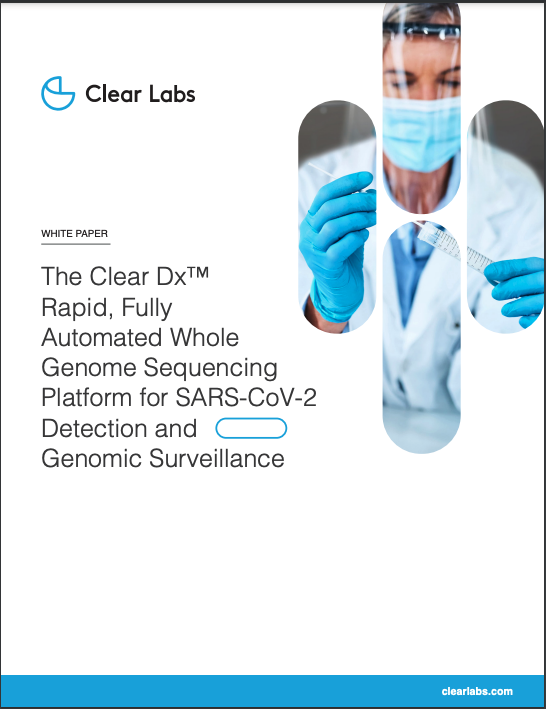 Clear Labs
WHITE PAPER
The Clear Dx™
Rapid, Fully
Automated Whole
Genome Sequencing
Platform for SARS-CoV-2
Detection and
Genomic Surveillance
clearlabs.com